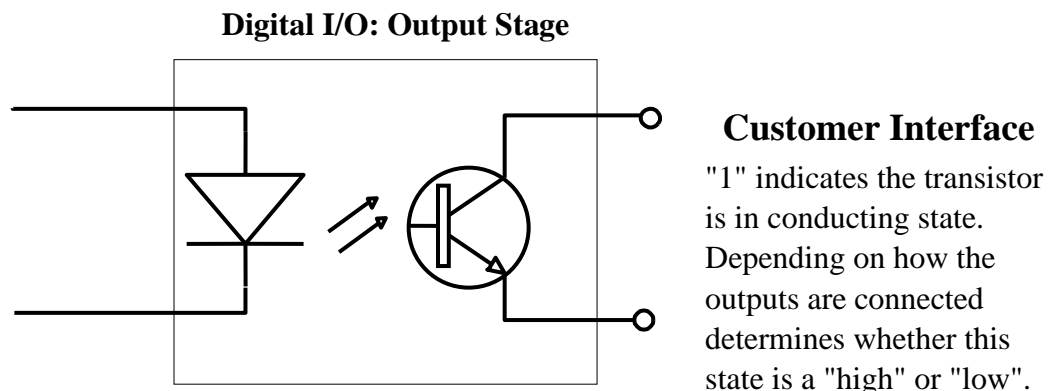 Digital I/O: Output Stage
Customer Interface
"1" indicates the transistor
is in conducting state.
Depending on how the
outputs are connected
determines whether this
state is a "high" or "low".